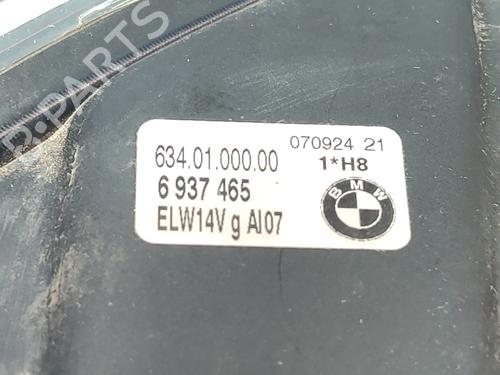 R-PARTS
634.01.000.00
070924 21
1*H8
6 937 465
BMW
ELW14V g AI07